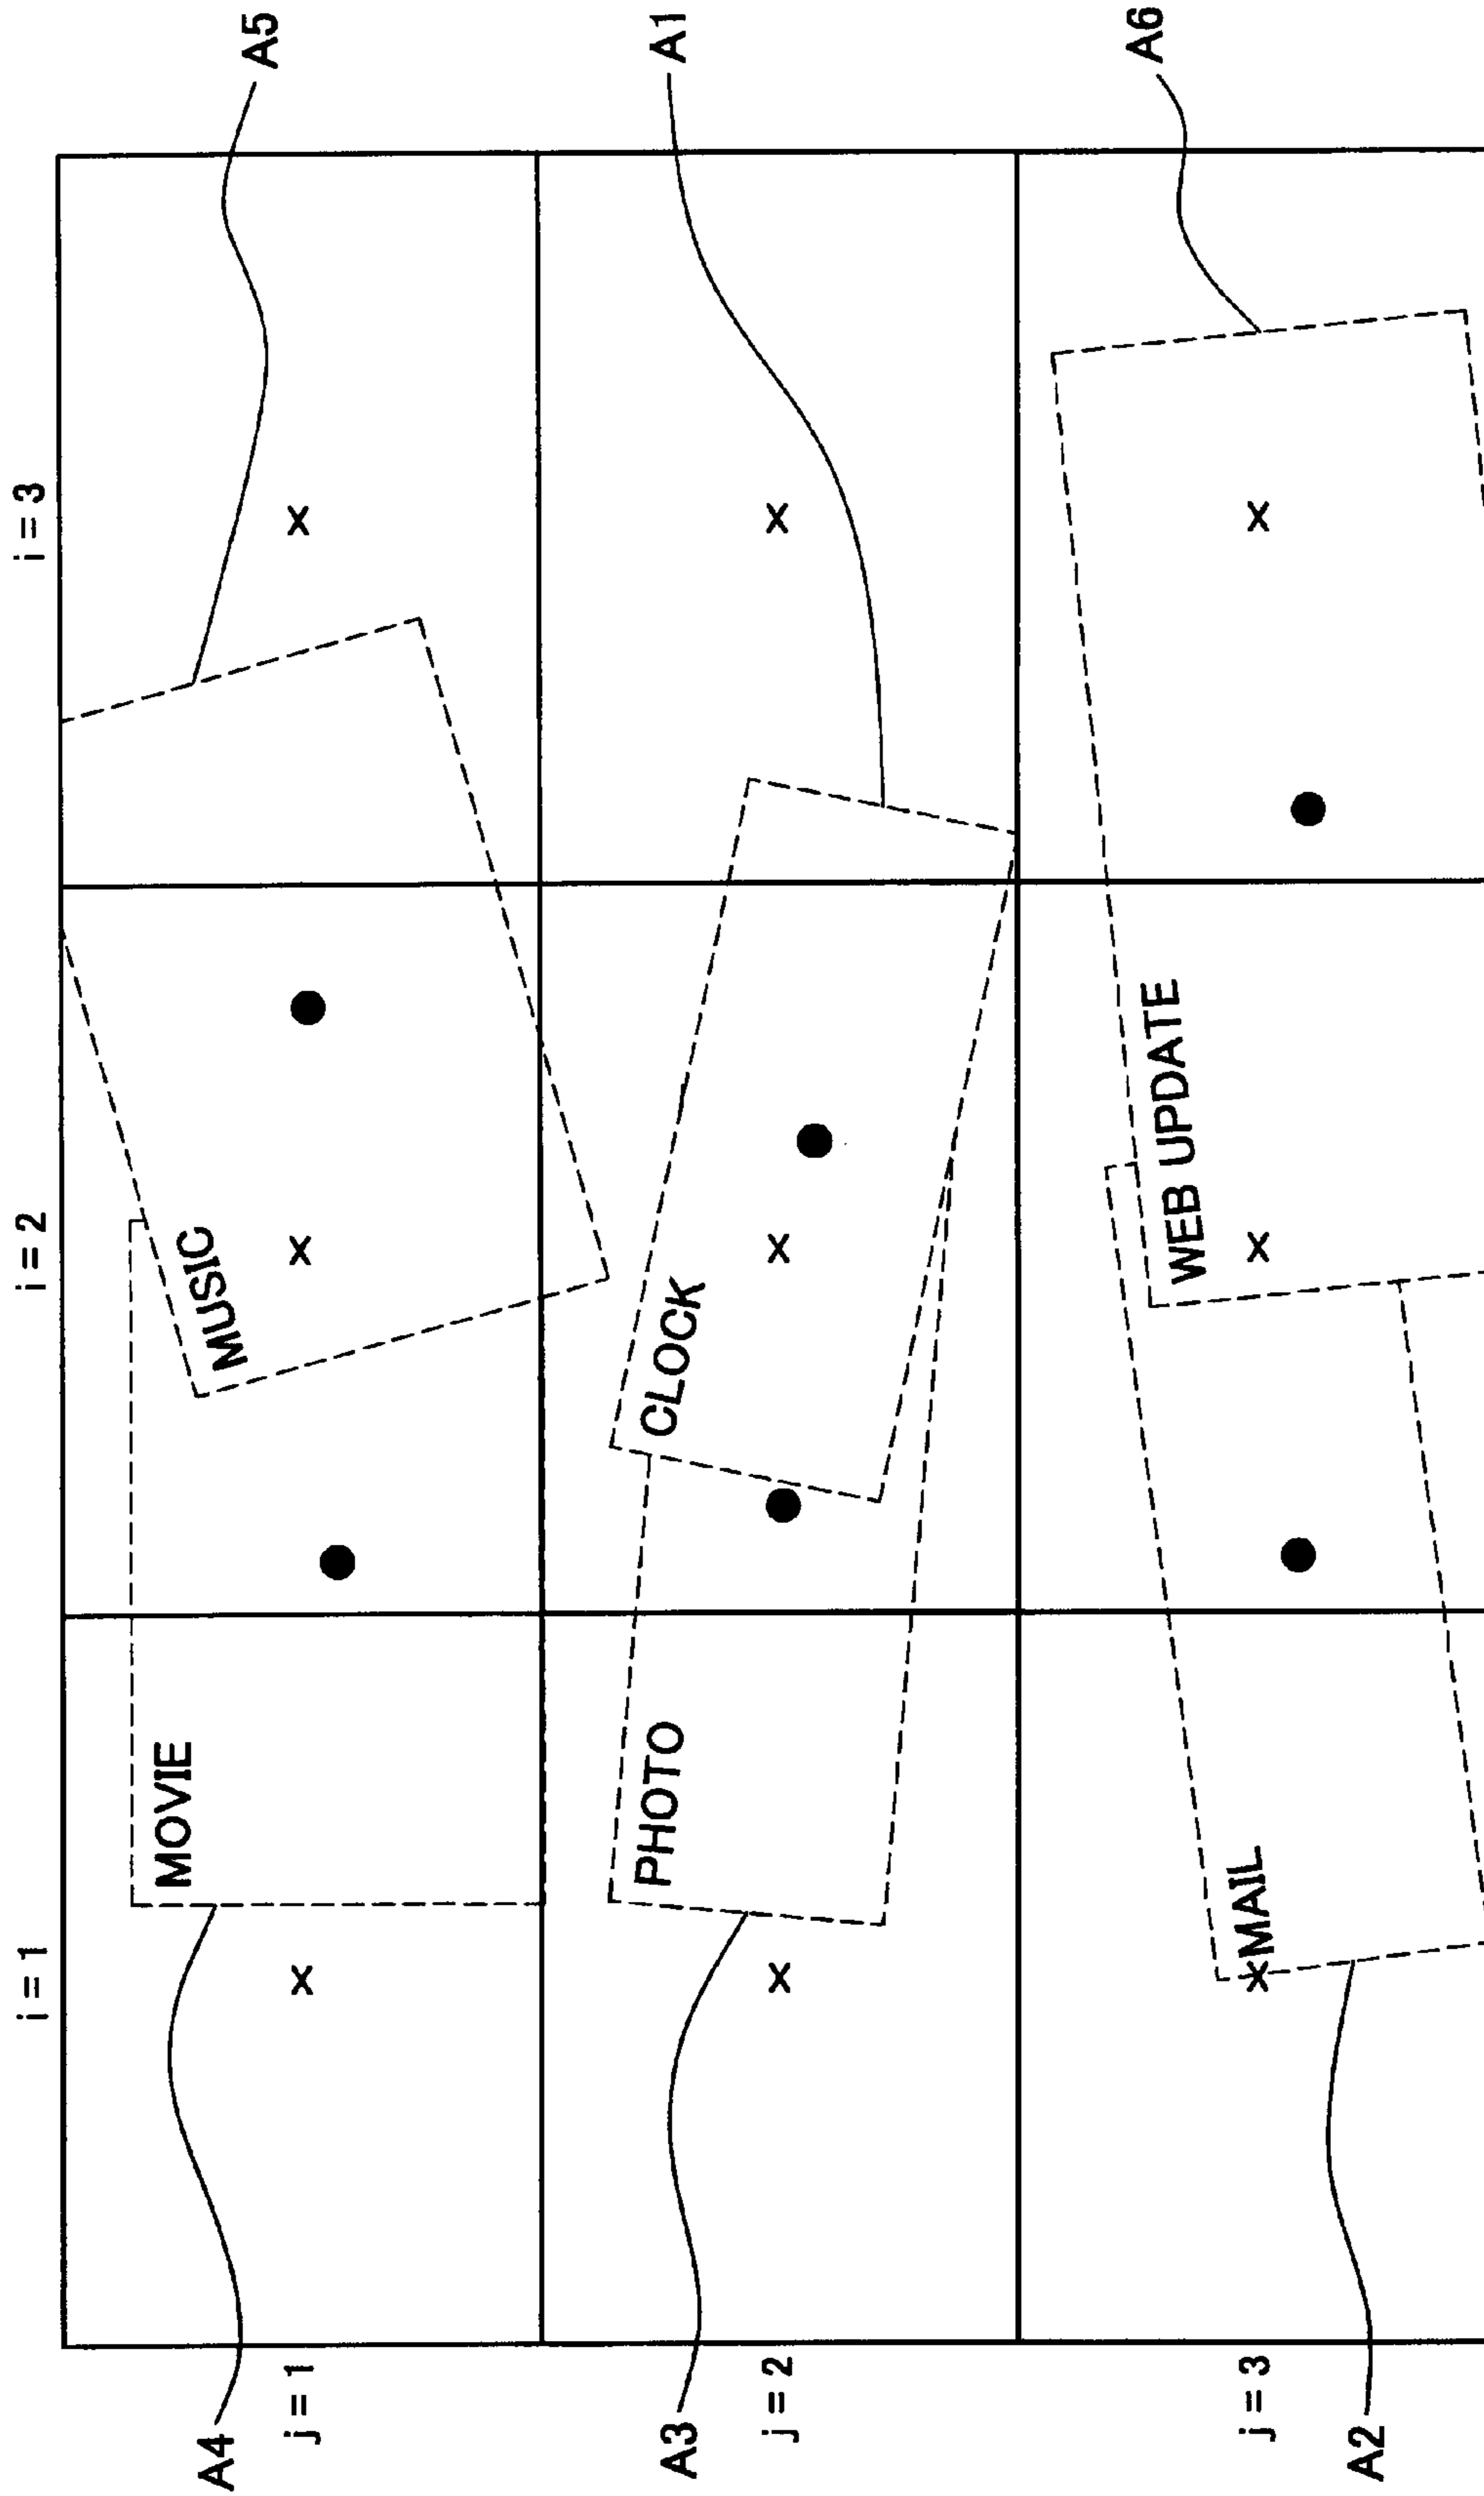 i = 1
i = 2
i = 3
A4
j = 1
MOVIE
x
MUSIC
x
x
A5
A3
j = 2
PHOTO
x
CLOCK
x
x
A1
j = 3
A2
MAIL
x
WEB UPDATE
x
x
A6